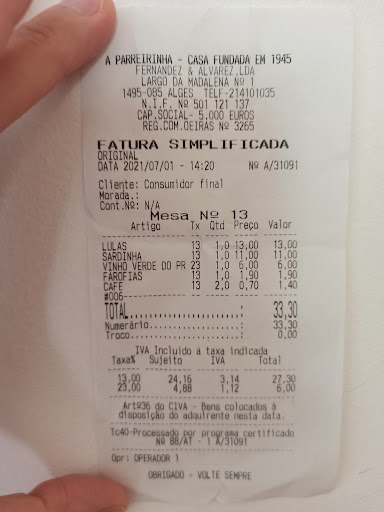 A PARREIRINHA - CASA FUNDADA EM 1945
FERNANDEZ & ALVAREZ,LDA
LARGO DA MADALENA Nº 1
1495-085 ALGES TELF-214101035
N.I.F. Nº 501 121 137
CAP.SOCIAL- 5.000 EUROS
REG.COM.OEIRAS Nº 3265
FATURA SIMPLIFICADA
ORIGINAL
DATA 2021/07/01 - 14:20 Nº A/31091
Cliente: Consumidor final
Morada.:
Cont.Nº: N/A
Mesa Nº 13
Artigo Tx Qtd Preço Valor
LULAS 13 1,0 13,00 13,00
SARDINHA 13 1,0 11,00 11,00
VINHO VERDE DO PR 23 1,0 6,00 6,00
FAROFIAS 13 1,0 1,90 1,90
CAFE 13 2,0 0,70 1,40
#006
TOTAL......................: 33,30
Numerário..................: 33,30
Troco......................: 0,00
IVA Incluido à taxa indicada
Taxa% Sujeito IVA Total
13,00 24,16 3,14 27,30
23,00 4,88 1,12 6,00
Artº36 do CIVA - Bens colocados à
disposição do adquirente nesta data.
Tc40-Processado por programa certificado
Nº 88/AT - 1 A/31091
Opr: OPERADOR 1
OBRIGADO - VOLTE SEMPRE